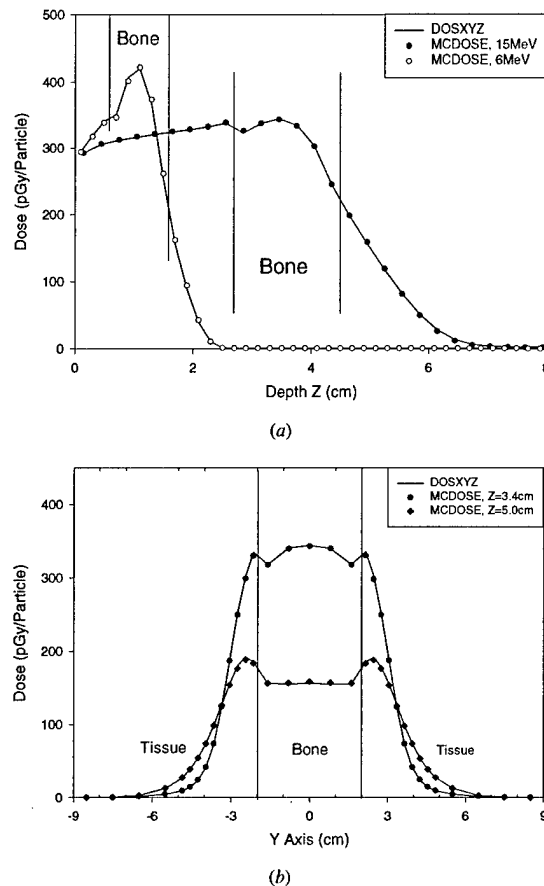 500
400
300
200
100
0
Dose (pGy/Particle)
Bone
Bone
DOSXYZ
MCDOSE, 15MeV
MCDOSE, 6MeV
0 2 4 6 8
Depth Z (cm)
(a)
400
300
200
100
0
Dose (pGy/Particle)
DOSXYZ
MCDOSE, Z=3.4cm
MCDOSE, Z=5.0cm
Tissue
Bone
Tissue
-9 -6 -3 0 3 6 9
Y Axis (cm)
(b)